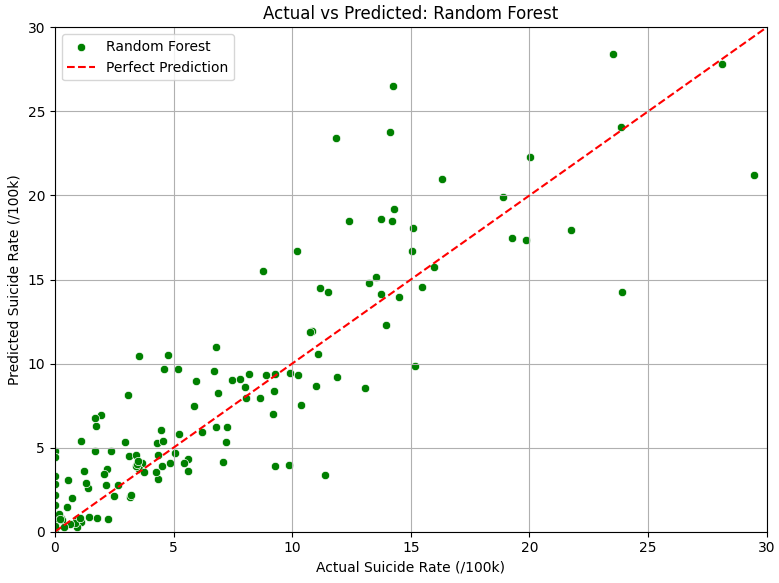 Actual vs Predicted: Random Forest
Random Forest
Perfect Prediction
30
25
20
15
10
5
0
Predicted Suicide Rate (/100k)
0 5 10 15 20 25 30
Actual Suicide Rate (/100k)